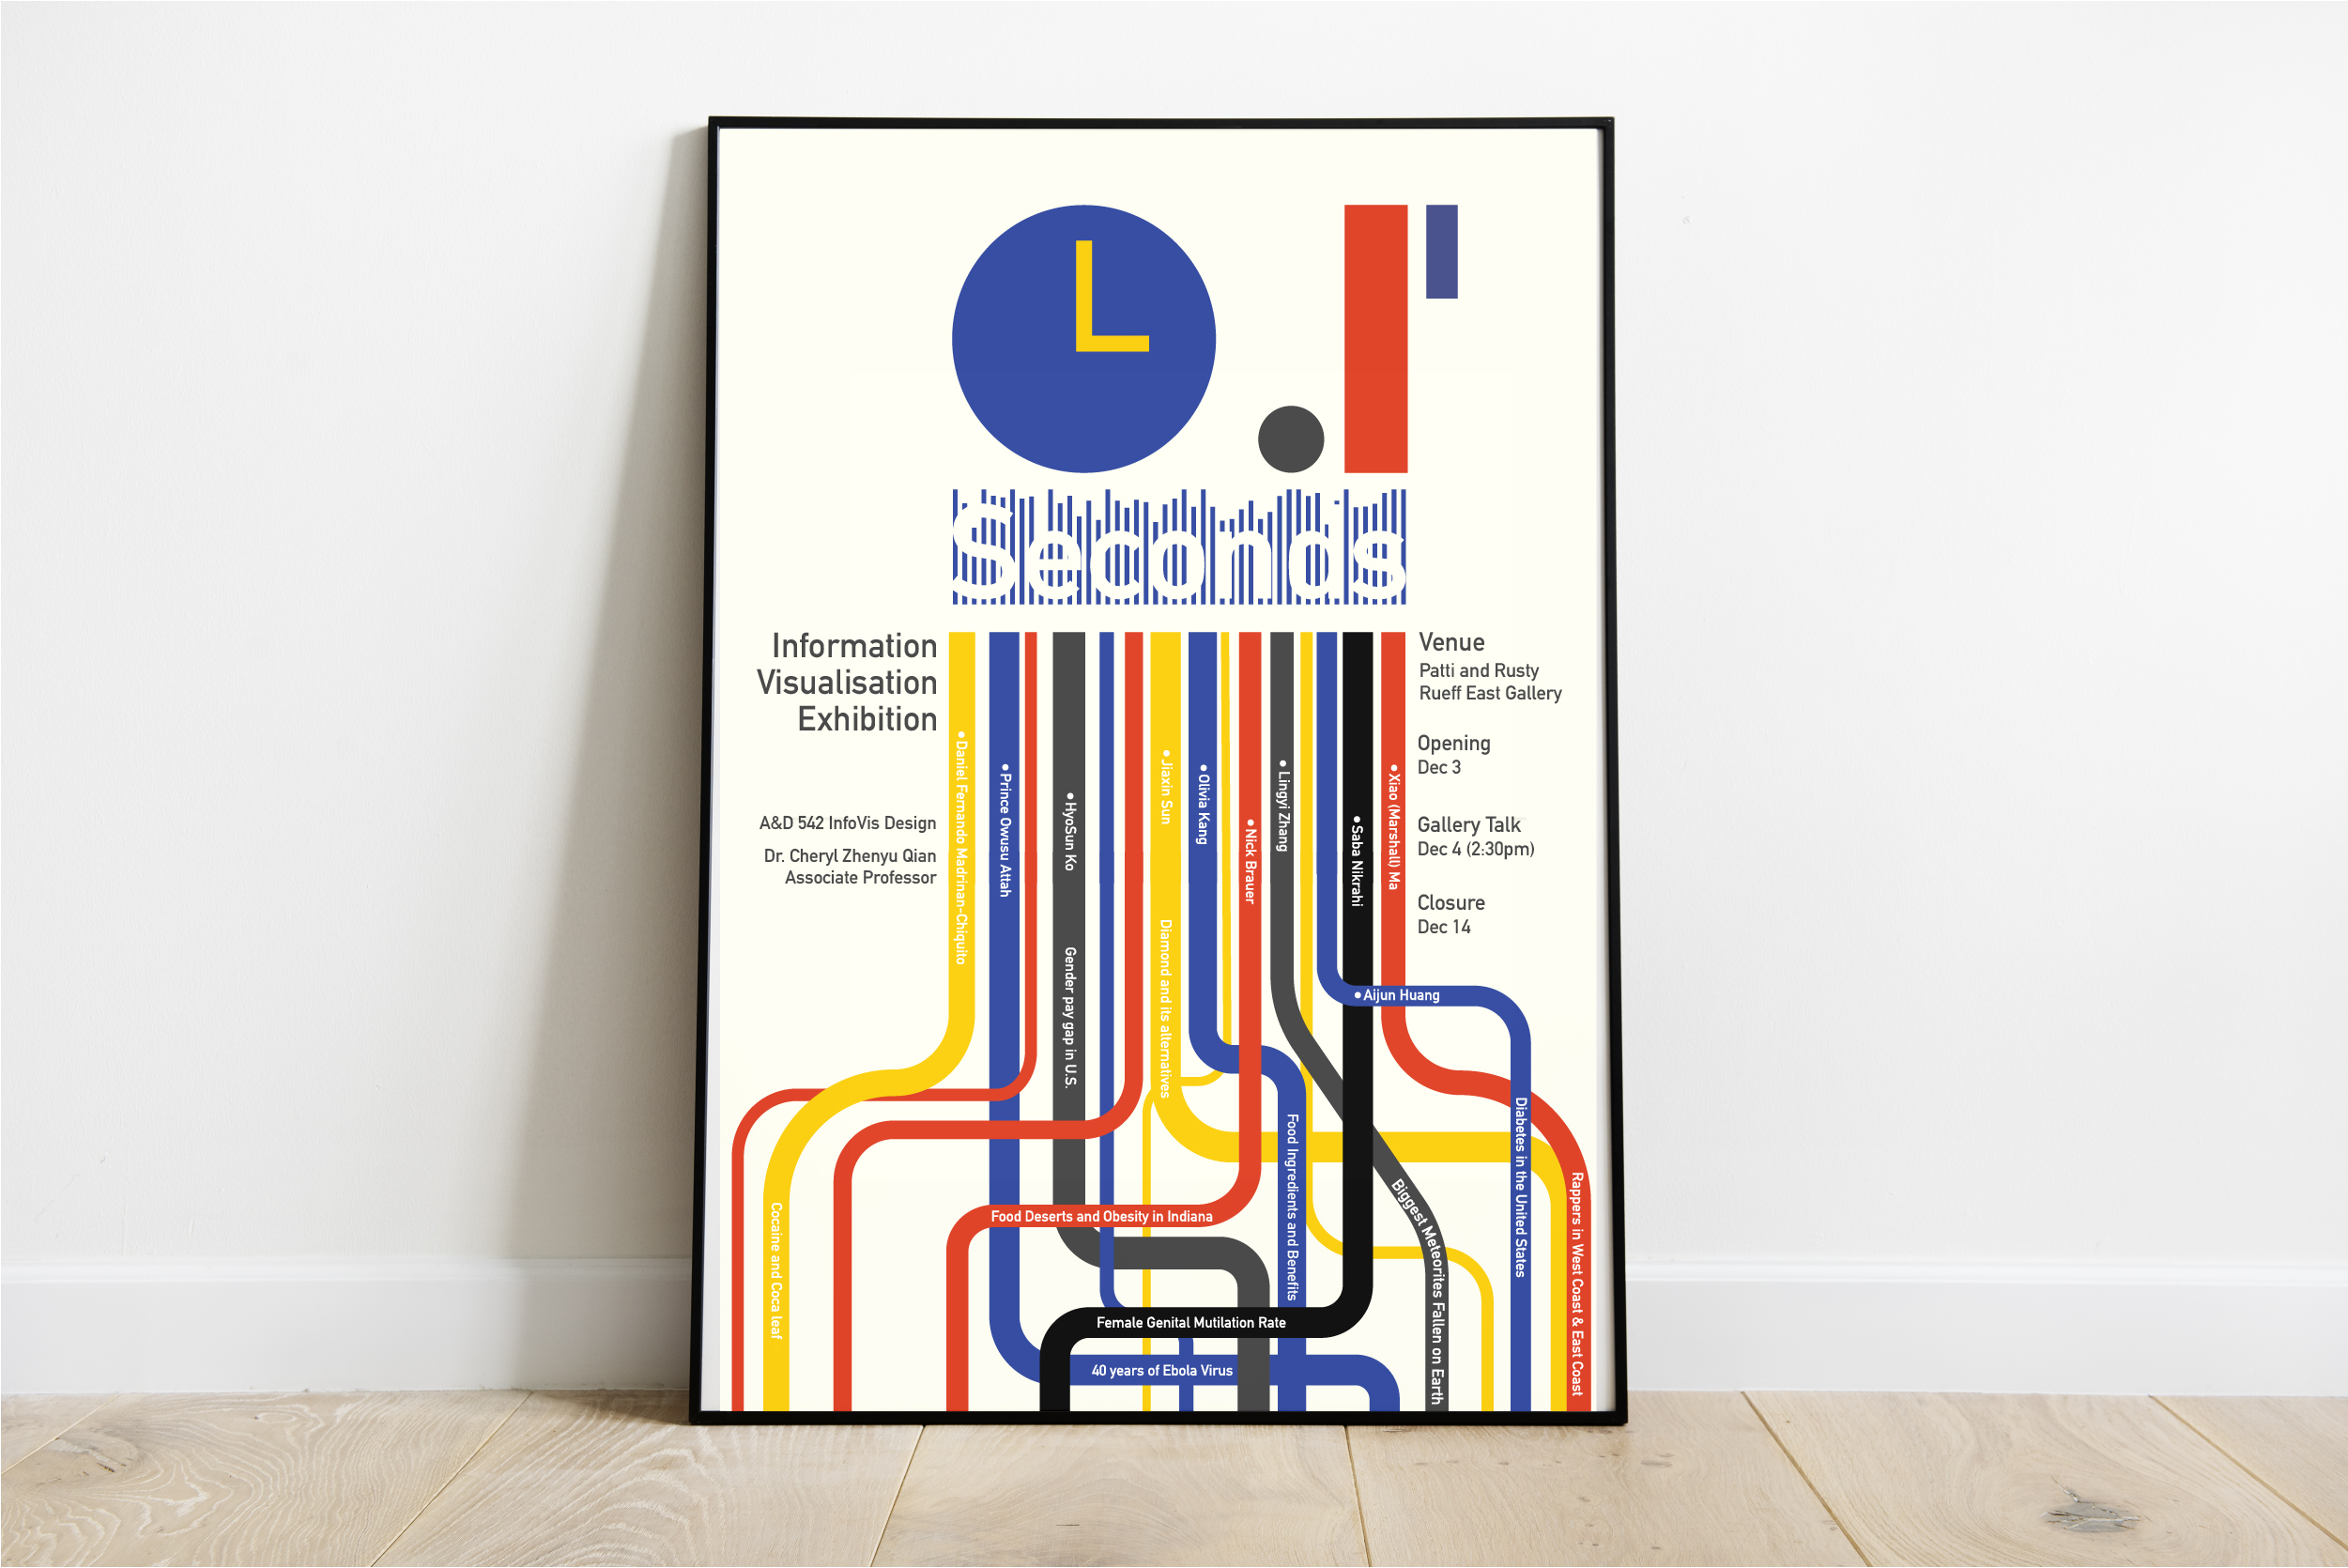 0.1'
Seconds
Information
Visualisation
Exhibition
A&D 542 InfoVis Design
Dr. Cheryl Zhenyu Qian
Associate Professor
Venue
Patti and Rusty
Rueff East Gallery
Opening
Dec 3
Gallery Talk
Dec 4 (2:30pm)
Closure
Dec 14
• Daniel Fernando Madrinan-Chiquito
• Prince Owusu Attah
• HyoSun Ko
• Jiaxin Sun
• Olivia Kang
• Nick Brauer
• Lingyi Zhang
• Saba Nikrahi
• Xiao (Marshall) Ma
• Aijun Huang
Cocaine and Coca leaf
Gender pay gap in U.S.
Diamond and its alternatives
Food Deserts and Obesity in Indiana
Food Ingredients and Benefits
Female Genital Mutilation Rate
40 years of Ebola Virus
Biggest Meteorites Fallen on Earth
Diabetes in the United States
Rappers in West Coast & East Coast